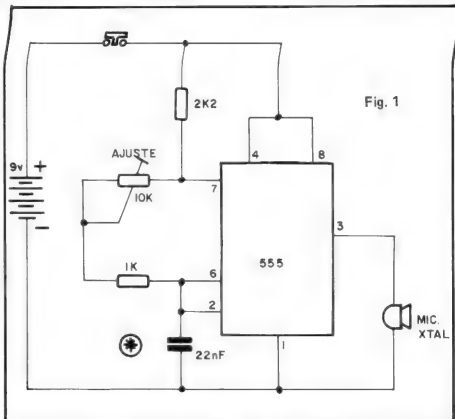 Fig. 1
2K2
AJUSTE
10K
9v
+
-
4
8
7
3
555
1K
6
2
MIC.
XTAL
*
22nF
1